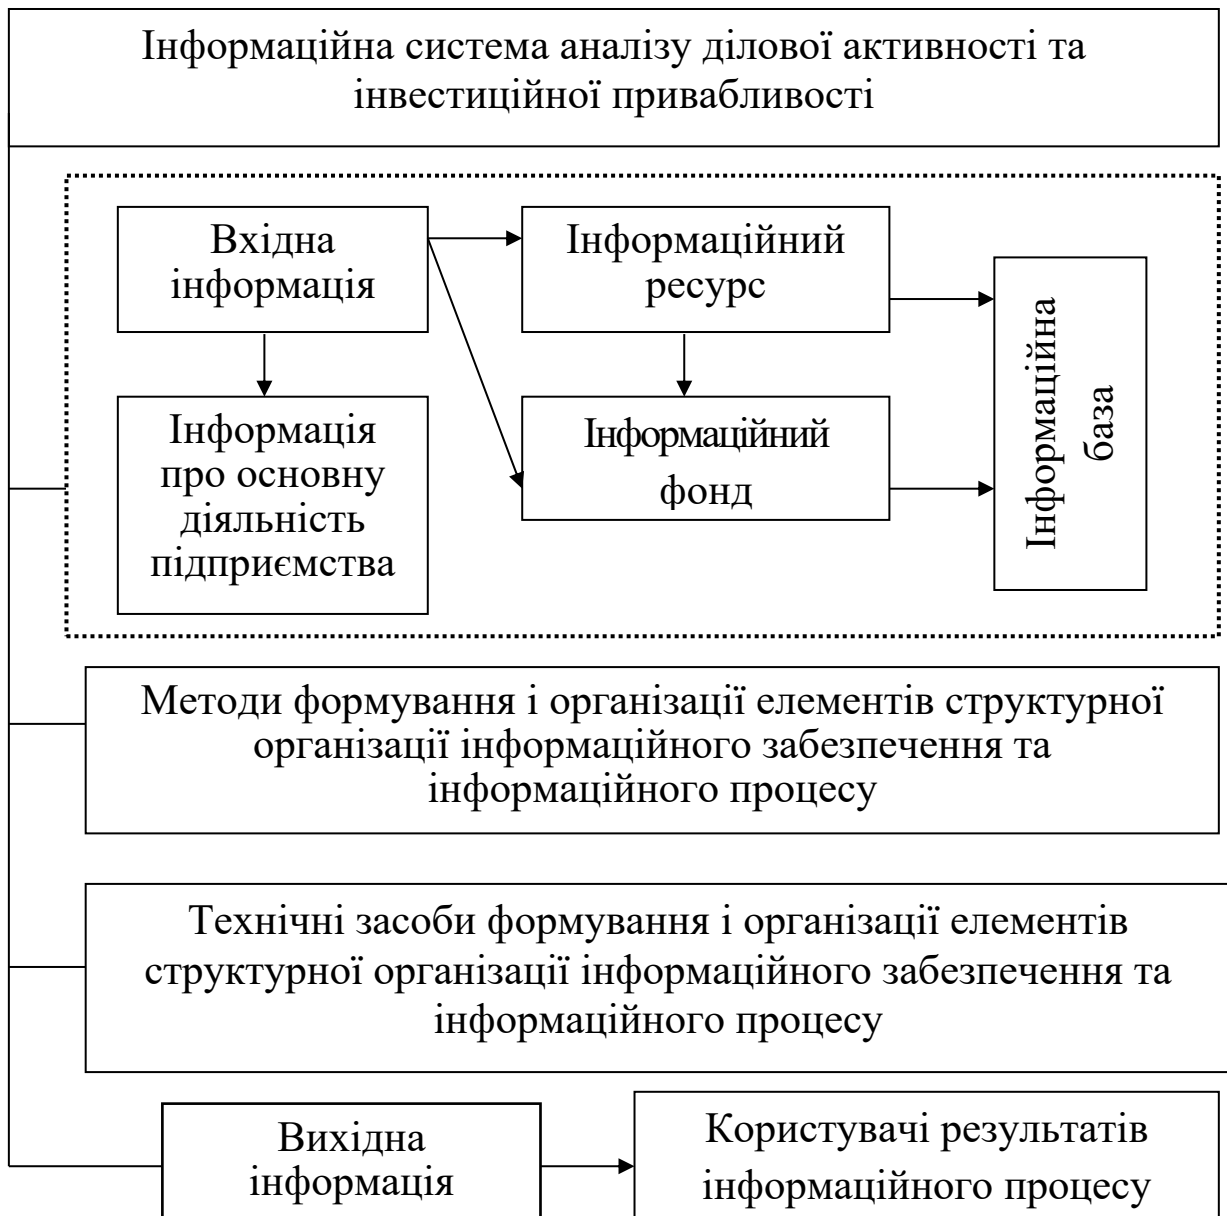 Інформаційна система аналізу ділової активності та
інвестиційної привабливості
Вхідна
інформація
Інформаційний
ресурс
Інформаційна
база
Інформація
про основну
діяльність
підприємства
Інформаційний
фонд
Методи формування і організації елементів структурної
організації інформаційного забезпечення та
інформаційного процесу
Технічні засоби формування і організації елементів
структурної організації інформаційного забезпечення та
інформаційного процесу
Вихідна
інформація
Користувачі результатів
інформаційного процесу